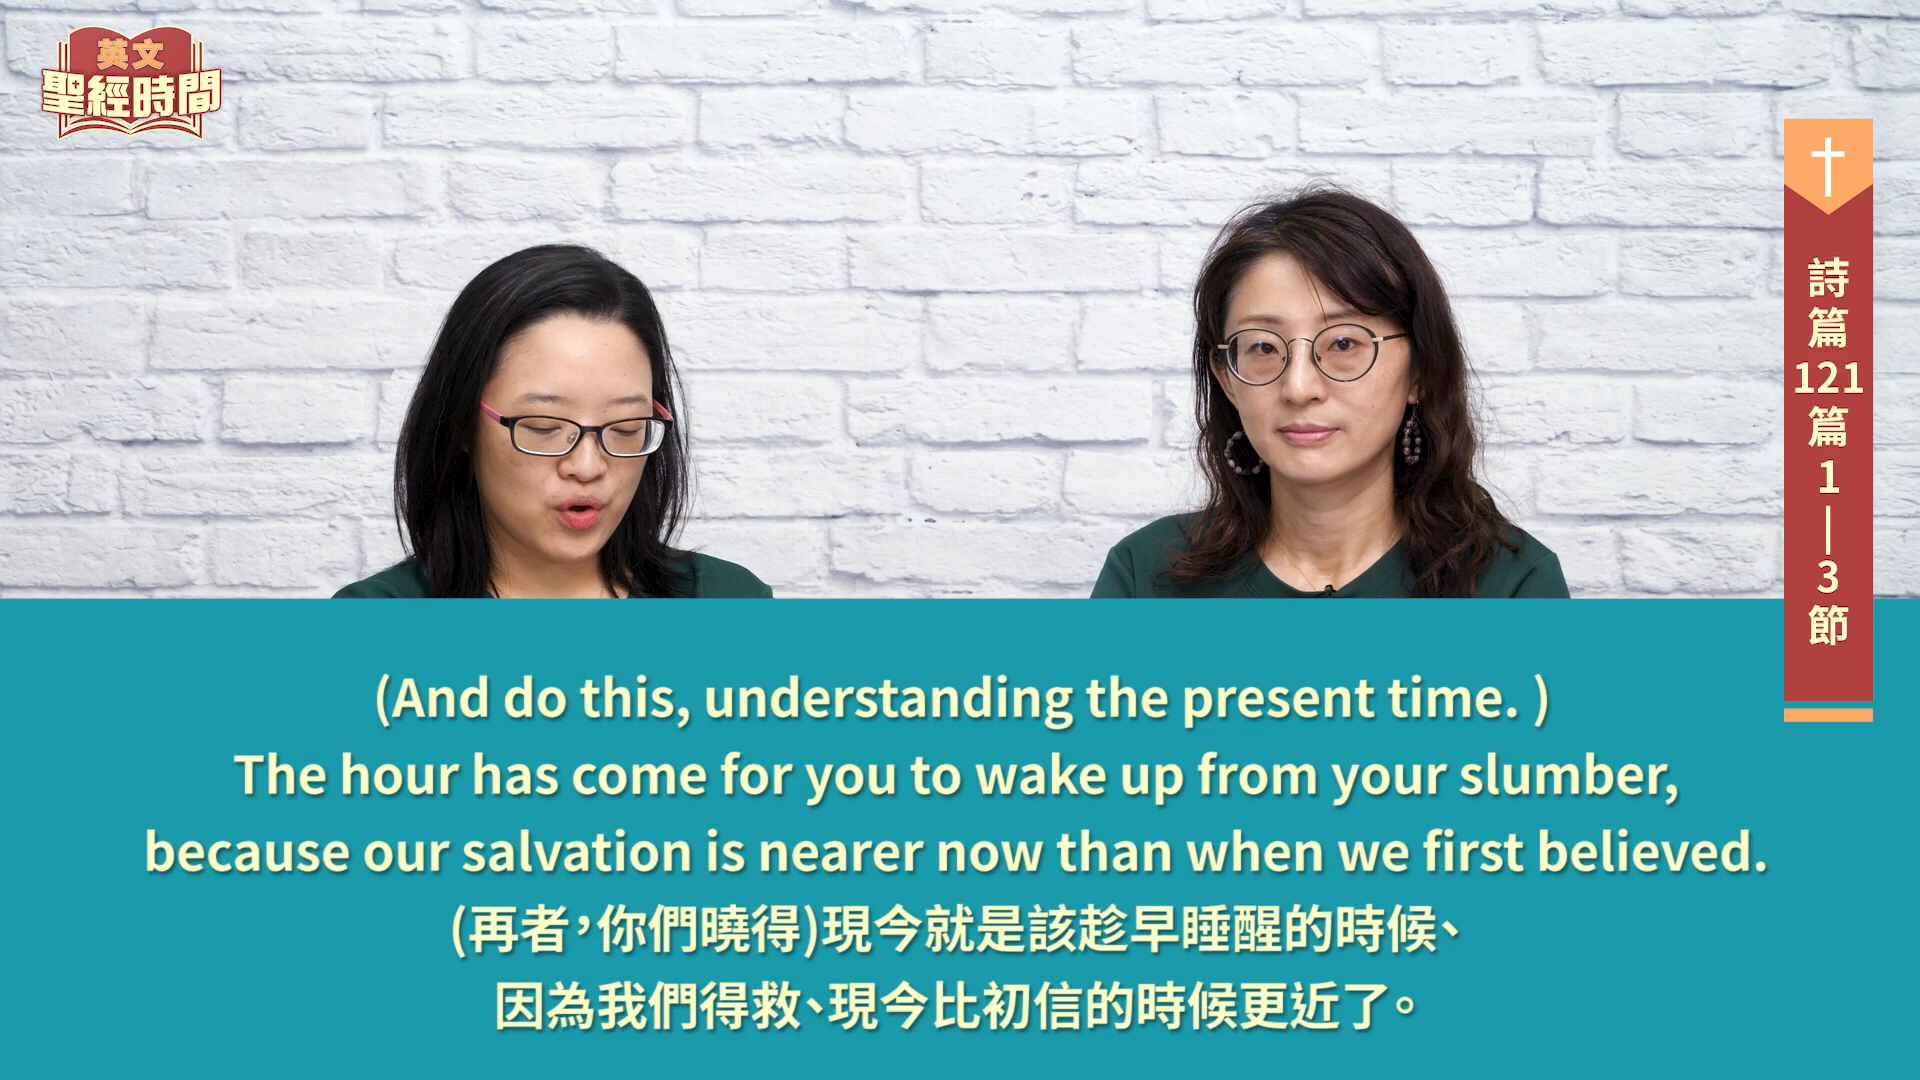 英文
聖經時間
詩篇121篇1—3節
(And do this, understanding the present time. )
The hour has come for you to wake up from your slumber,
because our salvation is nearer now than when we first believed.
(再者，你們曉得)現今就是該趁早睡醒的時候、
因為我們得救、現今比初信的時候更近了。